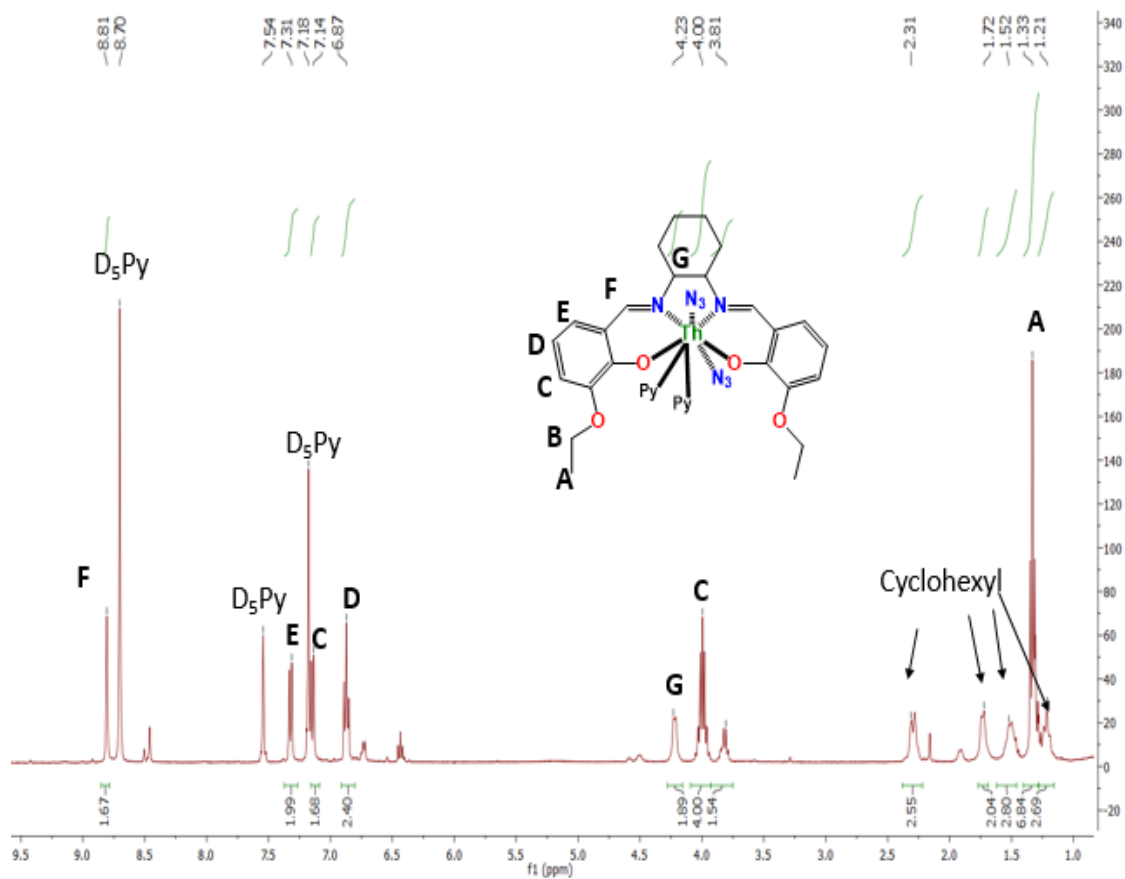 8.81
8.70
7.54
7.31
7.18
7.14
6.87
4.23
4.00
3.81
2.31
1.72
1.52
1.33
1.21
340
320
300
280
260
240
220
200
180
160
140
120
100
80
60
40
20
0
-20
D5Py
D5Py
D5Py
F
E
C
D
G
C
A
Cyclohexyl
G
F
E
D
C
B
A
N
N
N3
Th
O
O
N3
Py
Py
O
O
1.67
1.99
1.68
2.40
1.89
4.00
1.54
2.55
2.04
2.80
6.84
2.69
9.5 9.0 8.5 8.0 7.5 7.0 6.5 6.0 5.5 5.0 4.5 4.0 3.5 3.0 2.5 2.0 1.5 1.0
f1 (ppm)